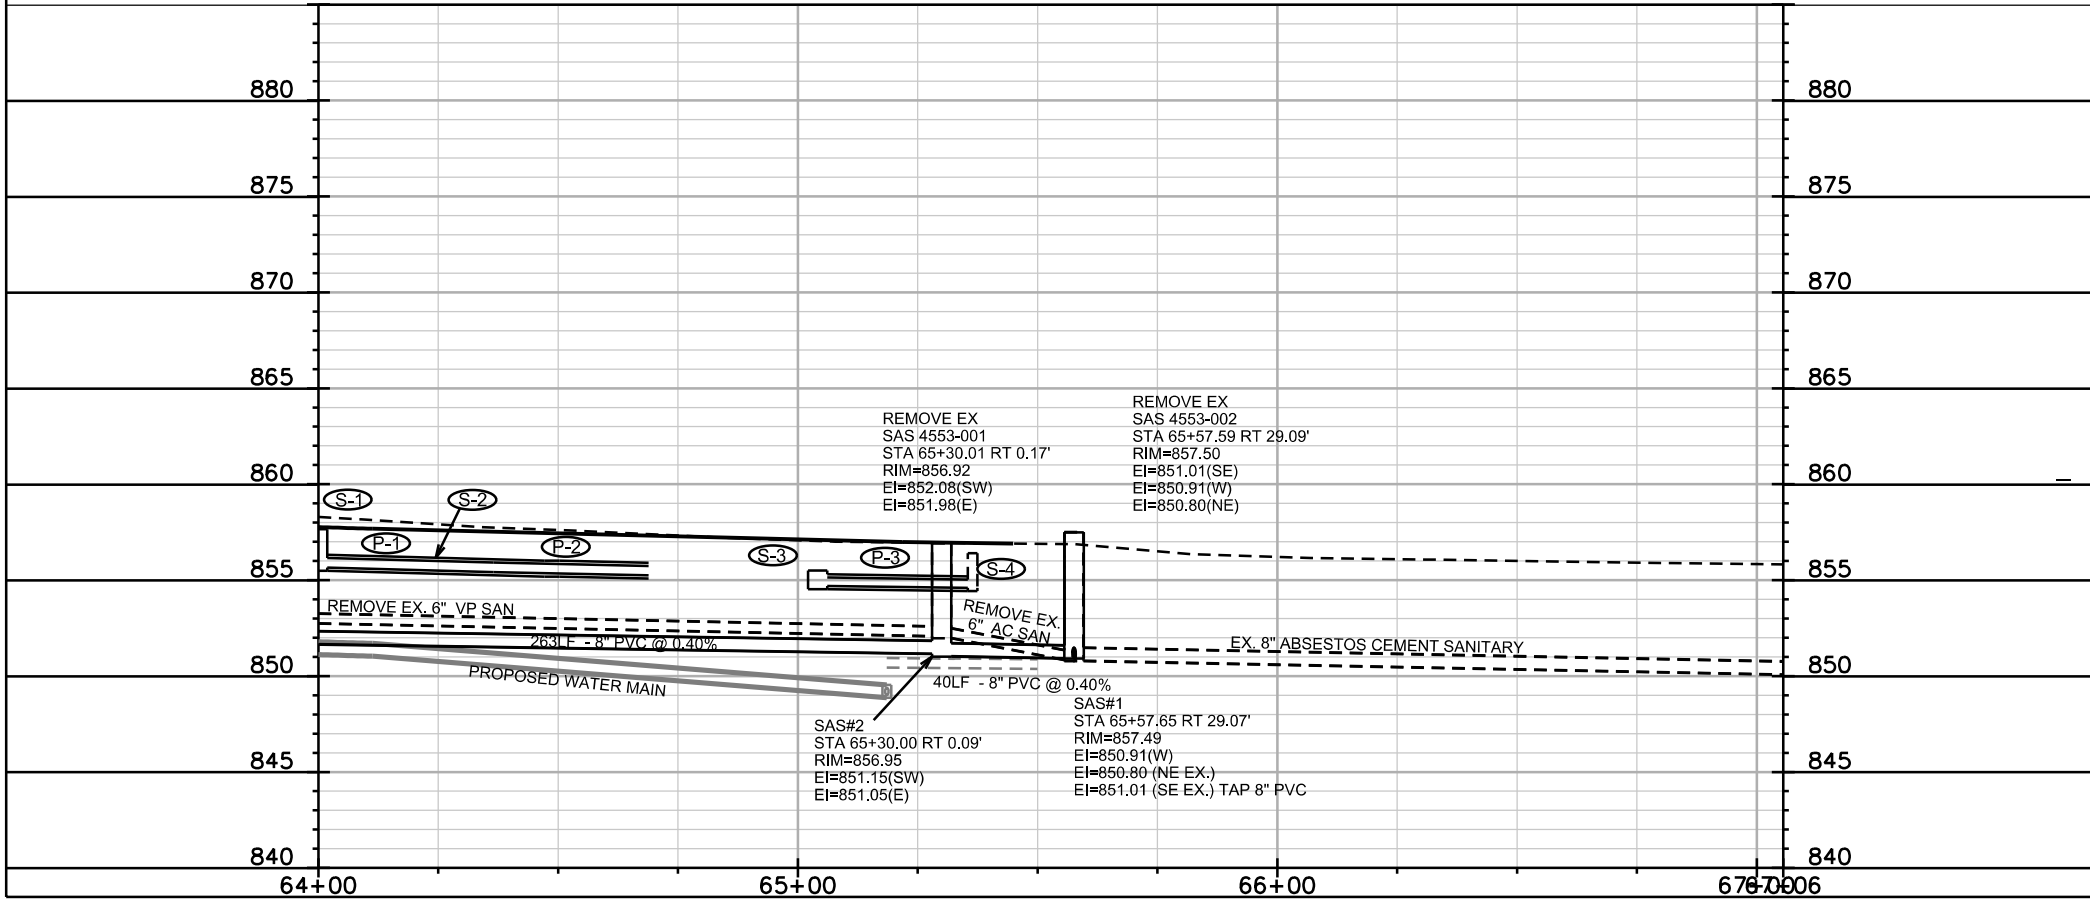 880
880
875
875
870
870
865
865
REMOVE EX
SAS 4553-001
STA 65+30.01 RT 0.17'
RIM=856.92
EI=852.08(SW)
EI=851.98(E)
REMOVE EX
SAS 4553-002
STA 65+57.59 RT 29.09'
RIM=857.50
EI=851.01(SE)
EI=850.91(W)
EI=850.80(NE)
860
860
S-1
S-2
P-1
P-2
S-3
P-3
S-4
855
855
REMOVE EX. 6" VP SAN
REMOVE EX.
6" AC SAN
263LF - 8" PVC @ 0.40%
EX. 8" ABSESTOS CEMENT SANITARY
850
850
PROPOSED WATER MAIN
40LF - 8" PVC @ 0.40%
SAS#2
STA 65+30.00 RT 0.09'
RIM=856.95
EI=851.15(SW)
EI=851.05(E)
SAS#1
STA 65+57.65 RT 29.07'
RIM=857.49
EI=850.91(W)
EI=850.80 (NE EX.)
EI=851.01 (SE EX.) TAP 8" PVC
845
845
840
840
64+00
65+00
66+00